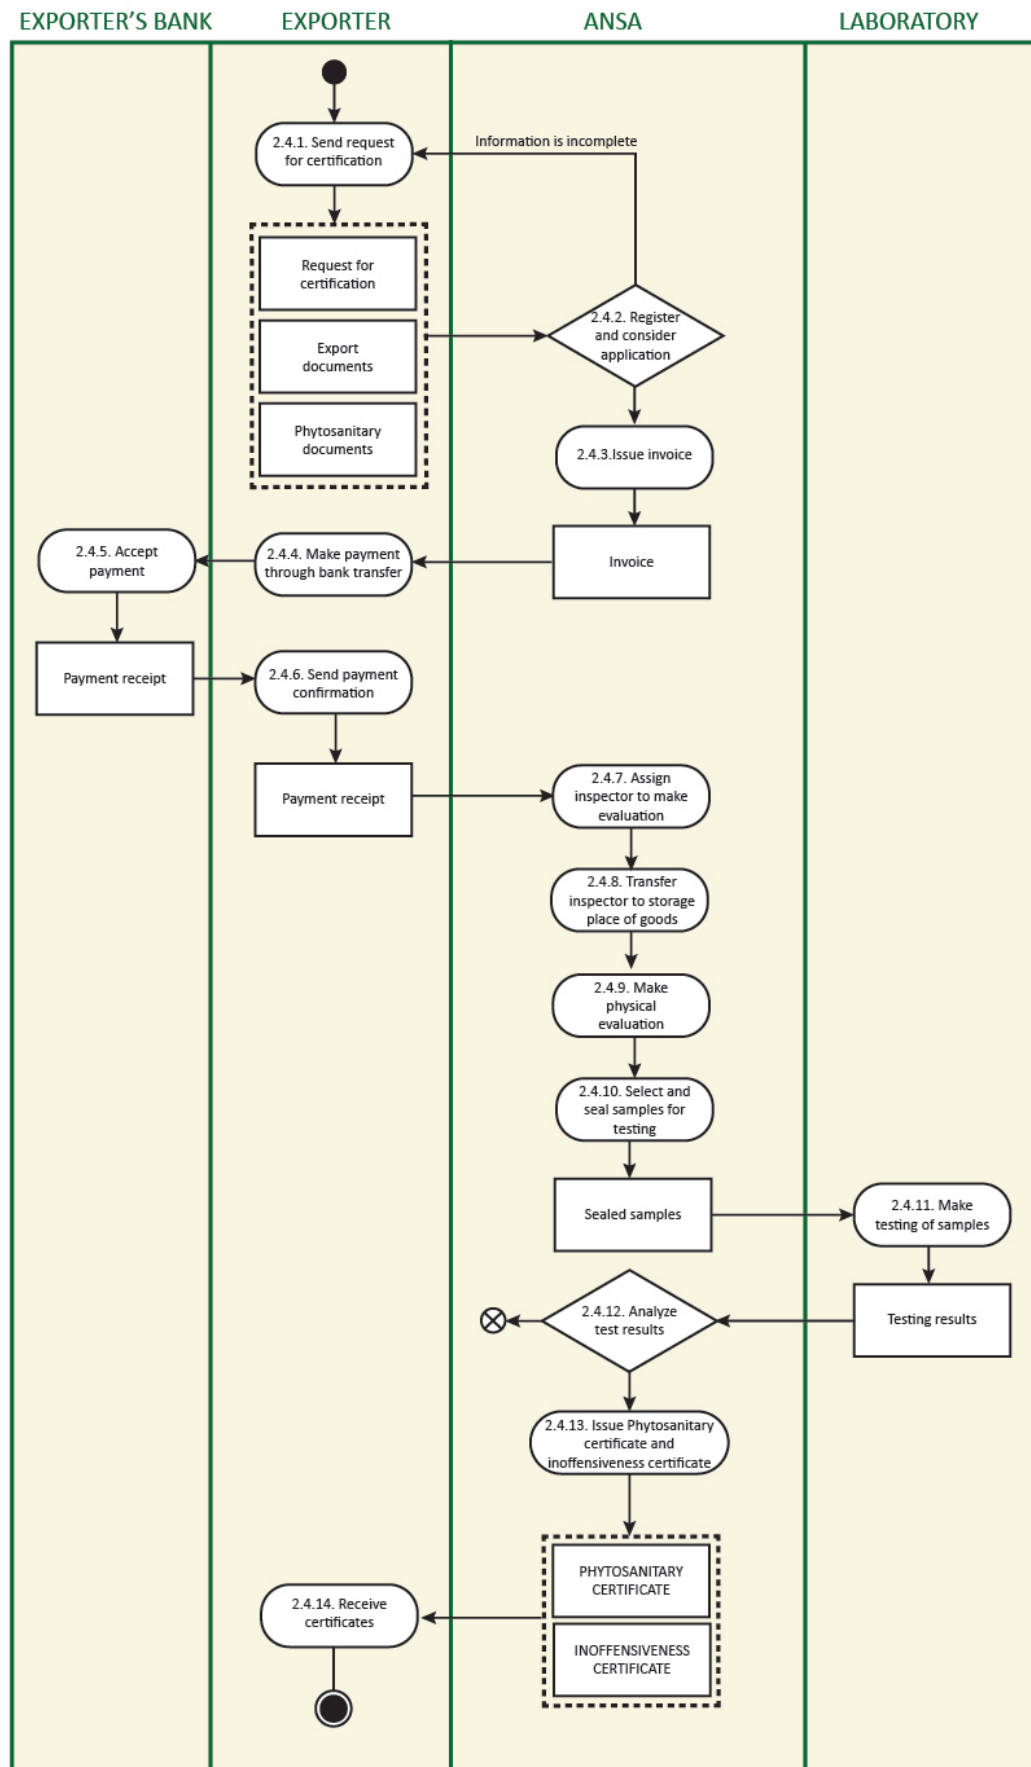 EXPORTER’S BANK
EXPORTER
ANSA
LABORATORY
2.4.1. Send request
for certification
Information is incomplete
Request for
certification
Export
documents
Phytosanitary
documents
2.4.2. Register
and consider
application
2.4.3.Issue invoice
Invoice
2.4.4. Make payment
through bank transfer
2.4.5. Accept
payment
Payment receipt
2.4.6. Send payment
confirmation
Payment receipt
2.4.7. Assign
inspector to make
evaluation
2.4.8. Transfer
inspector to storage
place of goods
2.4.9. Make
physical
evaluation
2.4.10. Select and
seal samples for
testing
Sealed samples
2.4.11. Make
testing of samples
Testing results
2.4.12. Analyze
test results
2.4.13. Issue Phytosanitary
certificate and
inoffensiveness certificate
PHYTOSANITARY
CERTIFICATE
INOFFENSIVENESS
CERTIFICATE
2.4.14. Receive
certificates